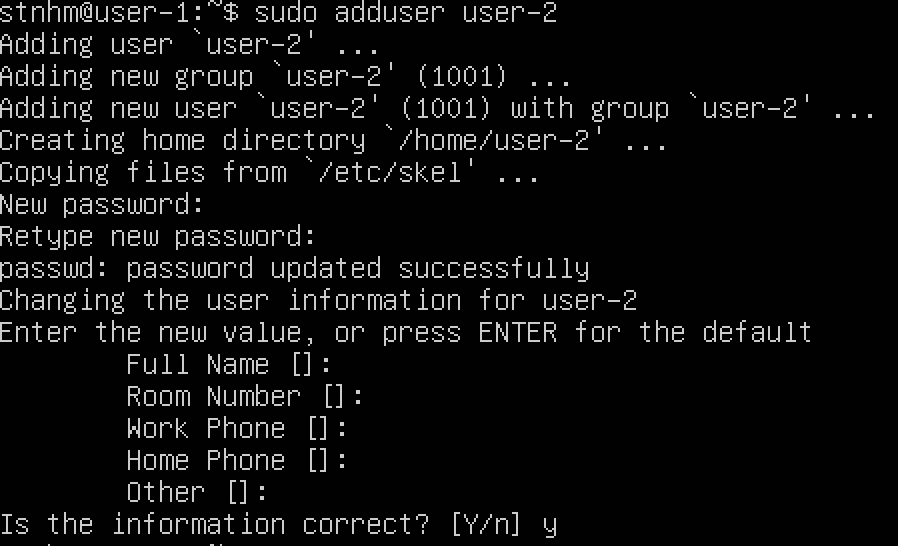 stnhm@user-1:~$ sudo adduser user-2
Adding user `user-2' ...
Adding new group `user-2' (1001) ...
Adding new user `user-2' (1001) with group `user-2' ...
Creating home directory `/home/user-2' ...
Copying files from `/etc/skel' ...
New password:
Retype new password:
passwd: password updated successfully
Changing the user information for user-2
Enter the new value, or press ENTER for the default
Full Name []:
Room Number []:
Work Phone []:
Home Phone []:
Other []:
Is the information correct? [Y/n] y